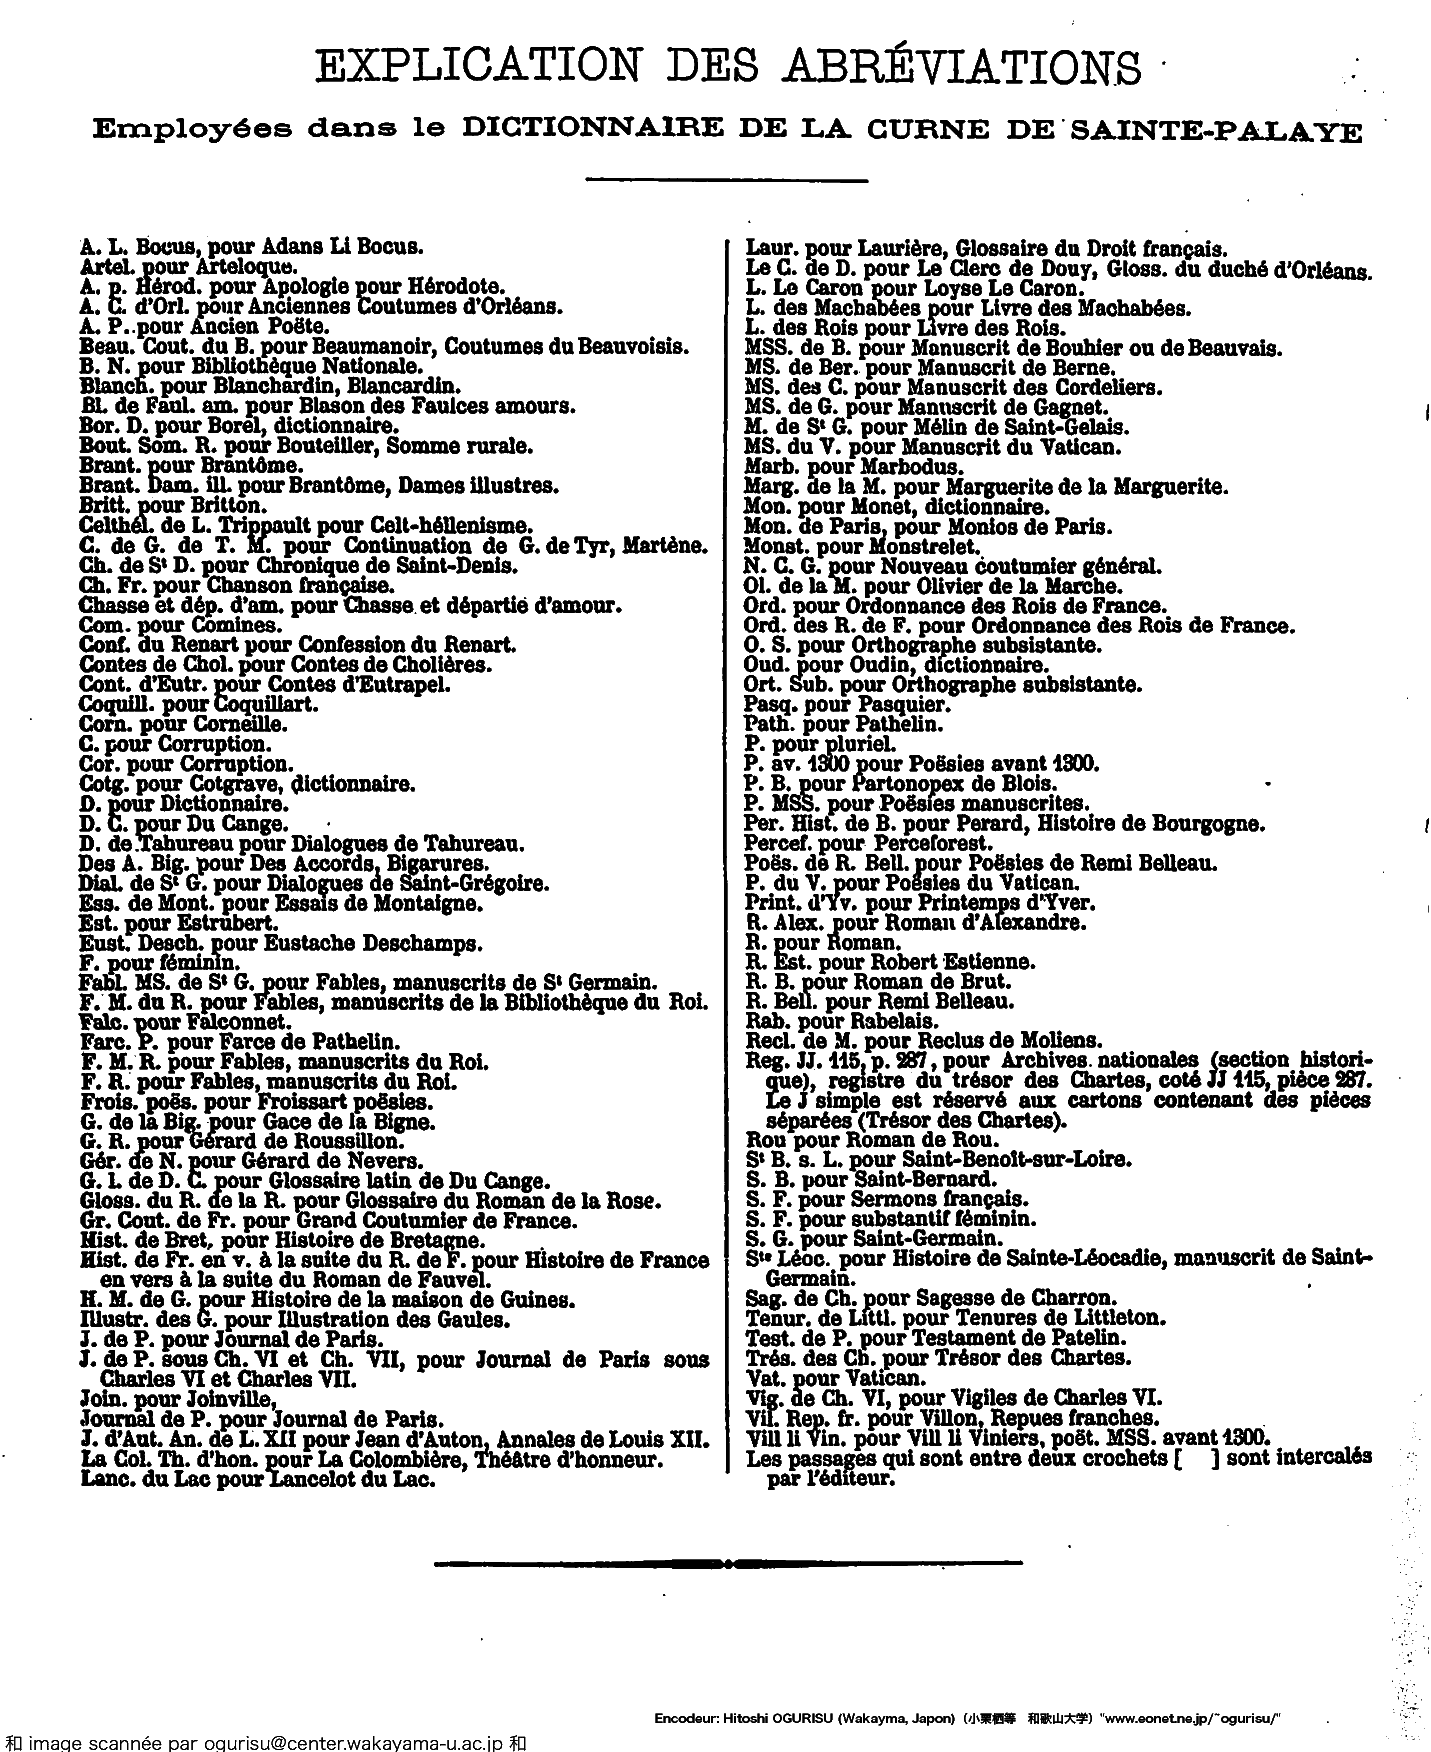 EXPLICATION DES ABRÉVIATIONS
Employées dans le DICTIONNAIRE DE LA CURNE DE SAINTE-PALAYE
A. L. Bocus, pour Adans Li Bocus.
Artel. pour Arteloque.
A. p. Hérod. pour Apologie pour Hérodote.
A. C. d'Orl. pour Anciennes Coutumes d'Orléans.
A. P. pour Ancien Poëte.
Beau. Cout. du B. pour Beaumanoir, Coutumes du Beauvoisis.
B. N. pour Bibliothèque Nationale.
Blanch. pour Blanchardin, Blancardin.
Bl. de Faul. am. pour Blason des Faulces amours.
Bor. D. pour Borel, dictionnaire.
Bout. Som. R. pour Bouteiller, Somme rurale.
Brant. pour Brantôme.
Brant. Dam. ill. pour Brantôme, Dames illustres.
Britt. pour Britton.
Celthél. de L. Trippault pour Celt-héllenisme.
C. de G. de T. M. pour Continuation de G. de Tyr, Martène.
Ch. de St D. pour Chronique de Saint-Denis.
Ch. Fr. pour Chanson française.
Chasse et dép. d'am. pour Chasse et départie d'amour.
Com. pour Comines.
Conf. du Renart pour Confession du Renart.
Contes de Chol. pour Contes de Cholières.
Cont. d'Eutr. pour Contes d'Eutrapel.
Coquill. pour Coquillart.
Corn. pour Corneille.
C. pour Corruption.
Cor. pour Corruption.
Cotg. pour Cotgrave, dictionnaire.
D. pour Dictionnaire.
D. C. pour Du Cange.
D. de Tahureau pour Dialogues de Tahureau.
Des A. Big. pour Des Accords, Bigarures.
Dial. de St G. pour Dialogues de Saint-Grégoire.
Ess. de Mont. pour Essais de Montaigne.
Est. pour Estrubert.
Eust. Desch. pour Eustache Deschamps.
F. pour féminin.
Fabl. MS. de St G. pour Fables, manuscrits de St Germain.
F. M. du R. pour Fables, manuscrits de la Bibliothèque du Roi.
Falc. pour Falconnet.
Farc. P. pour Farce de Pathelin.
F. M. R. pour Fables, manuscrits du Roi.
F. R. pour Fables, manuscrits du Roi.
Frois. poës. pour Froissart poësies.
G. de la Big. pour Gace de la Bigne.
G. R. pour Gérard de Roussillon.
Gér. de N. pour Gérard de Nevers.
G. l. de D. C. pour Glossaire latin de Du Cange.
Gloss. du R. de la R. pour Glossaire du Roman de la Rose.
Gr. Cout. de Fr. pour Grand Coutumier de France.
Hist. de Bret, pour Histoire de Bretagne.
Hist. de Fr. en v. à la suite du R. de F. pour Histoire de France
en vers à la suite du Roman de Fauvel.
H. M. de G. pour Histoire de la maison de Guines.
Illustr. des G. pour Illustration des Gaules.
J. de P. pour Journal de Paris.
J. de P. sous Ch. VI et Ch. VII, pour Journal de Paris sous
Charles VI et Charles VII.
Join. pour Joinville,
Journal de P. pour Journal de Paris.
J. d'Aut. An. de L. XII pour Jean d'Auton, Annales de Louis XII.
La Col. Th. d'hon. pour La Colombière, Théâtre d'honneur.
Lanc. du Lac pour Lancelot du Lac.
Laur. pour Laurière, Glossaire du Droit français.
Le C. de D. pour Le Clerc de Douy, Gloss. du duché d'Orléans.
L. Le Caron pour Loyse Le Caron.
L. des Machabées pour Livre des Machabées.
L. des Rois pour Livre des Rois.
MSS. de B. pour Manuscrit de Bouhier ou de Beauvais.
MS. de Ber. pour Manuscrit de Berne.
MS. des C. pour Manuscrit des Cordeliers.
MS. de G. pour Manuscrit de Gagnet.
M. de St G. pour Mélin de Saint-Gelais.
MS. du V. pour Manuscrit du Vatican.
Marb. pour Marbodus.
Marg. de la M. pour Marguerite de la Marguerite.
Mon. pour Monet, dictionnaire.
Mon. de Paris, pour Monios de Paris.
Monst. pour Monstrelet.
N. C. G. pour Nouveau coutumier général.
Ol. de la M. pour Olivier de la Marche.
Ord. pour Ordonnance des Rois de France.
Ord. des R. de F. pour Ordonnance des Rois de France.
O. S. pour Orthographe subsistante.
Oud. pour Oudin, dictionnaire.
Ort. Sub. pour Orthographe subsistante.
Pasq. pour Pasquier.
Path. pour Pathelin.
P. pour pluriel.
P. av. 1300 pour Poësies avant 1300.
P. B. pour Partonopex de Blois.
P. MSS. pour Poësies manuscrites.
Per. Hist. de B. pour Perard, Histoire de Bourgogne.
Percef. pour Perceforest.
Poës. de R. Bell. pour Poësies de Remi Belleau.
P. du V. pour Poësies du Vatican.
Print. d'Yv. pour Printemps d'Yver.
R. Alex. pour Roman d'Alexandre.
R. pour Roman.
R. Est. pour Robert Estienne.
R. B. pour Roman de Brut.
R. Bell. pour Remi Belleau.
Rab. pour Rabelais.
Recl. de M. pour Reclus de Moliens.
Reg. JJ. 115, p. 287, pour Archives nationales (section histori-
que), registre du trésor des Chartes, coté JJ 115, pièce 287.
Le J simple est réservé aux cartons contenant des pièces
séparées (Trésor des Chartes).
Rou pour Roman de Rou.
St B. s. L. pour Saint-Benoît-sur-Loire.
S. B. pour Saint-Bernard.
S. F. pour Sermons français.
S. F. pour substantif féminin.
S. G. pour Saint-Germain.
Ste Léoc. pour Histoire de Sainte-Léocadie, manuscrit de Saint-
Germain.
Sag. de Ch. pour Sagesse de Charron.
Tenur. de Littl. pour Tenures de Littleton.
Test. de P. pour Testament de Patelin.
Trés. des Ch. pour Trésor des Chartes.
Vat. pour Vatican.
Vig. de Ch. VI, pour Vigiles de Charles VI.
Vil. Rep. fr. pour Villon, Repues franches.
Vill li Vin. pour Vill li Viniers, poët. MSS. avant 1300.
Les passages qui sont entre deux crochets [ ] sont intercalés
par l'éditeur.
Encodeur: Hitoshi OGURISU (Wakayma, Japon) (小栗栖等 和歌山大学) "www.eonet.ne.jp/~ogurisu/"
和 image scannée par ogurisu@center.wakayama-u.ac.jp 和